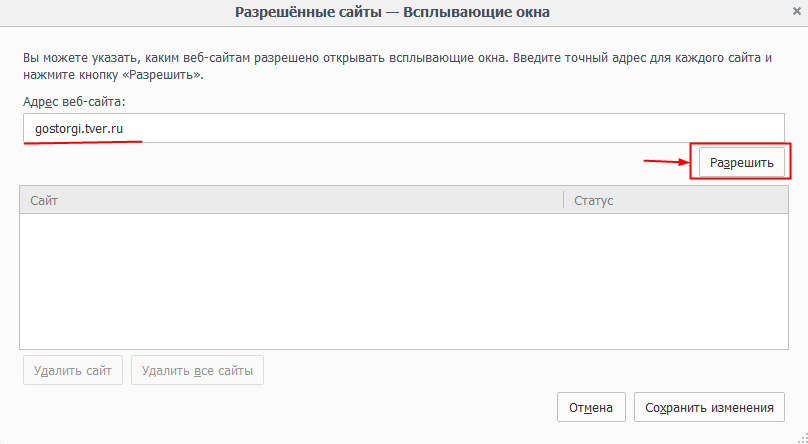 Разрешённые сайты — Всплывающие окна
Вы можете указать, каким веб-сайтам разрешено открывать всплывающие окна. Введите точный адрес для каждого сайта и
нажмите кнопку «Разрешить».
Адрес веб-сайта:
gostorgi.tver.ru
Разрешить
Сайт Статус
Удалить сайт Удалить все сайты
Отмена Сохранить изменения